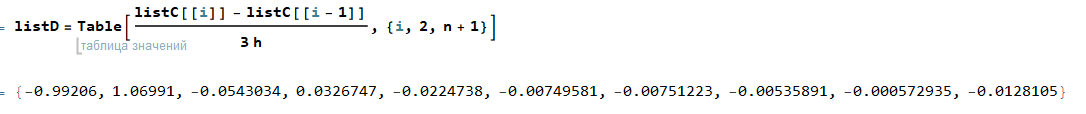 = listD = Table[(listC[[i]] - listC[[i - 1]])/(3 h), {i, 2, n + 1}]
таблица значений
= {-0.99206, 1.06991, -0.0543034, 0.0326747, -0.0224738, -0.00749581, -0.00751223, -0.00535891, -0.000572935, -0.0128105}